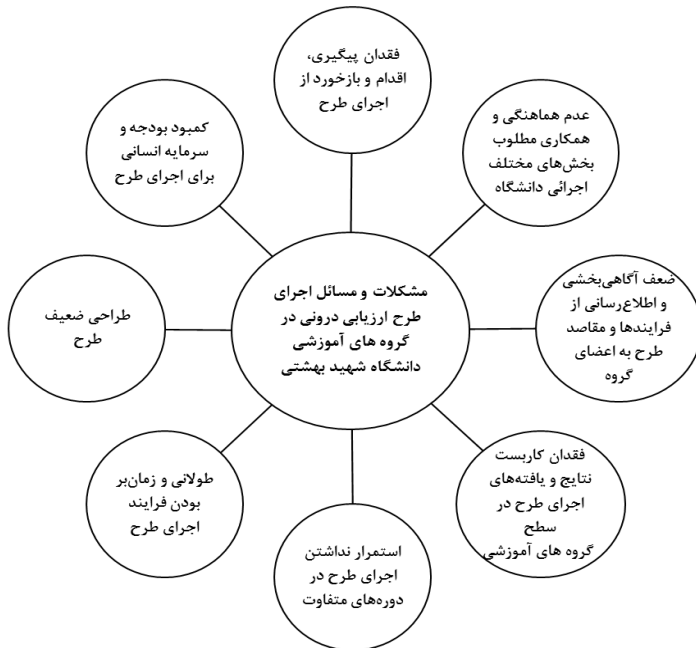 فقدان پیگیری،
اقدام و بازخورد از
اجرای طرح
عدم هماهنگی و
همکاری مطلوب
بخش‌های مختلف
اجرائی دانشگاه
کمبود بودجه و
سرمایه انسانی
برای اجرای طرح
ضعف آگاهی‌بخشی
و اطلاع‌رسانی از
فرایندها و مقاصد
طرح به اعضای
گروه
مشکلات و مسائل اجرای
طرح ارزیابی درونی در
گروه های آموزشی
دانشگاه شهید بهشتی
طراحی ضعیف
طرح
فقدان کاربست
نتایج و یافته‌های
اجرای طرح در
سطح
گروه های آموزشی
طولانی و زمان‌بر
بودن فرایند
اجرای طرح
استمرار نداشتن
اجرای طرح در
دوره‌های متفاوت